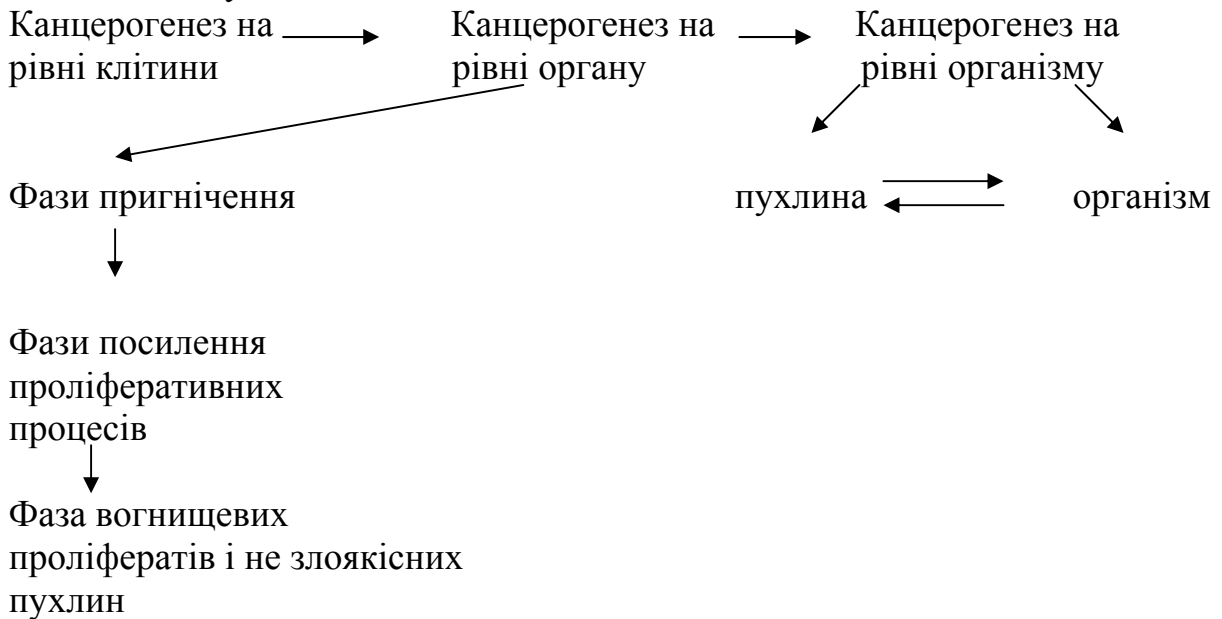 Канцерогенез на Канцерогенез на Канцерогенез на
рівні клітини рівні органу рівні організму
Фази пригнічення пухлина організм
Фази посилення
проліферативних
процесів
Фаза вогнищевих
проліфератів і не злоякісних
пухлин